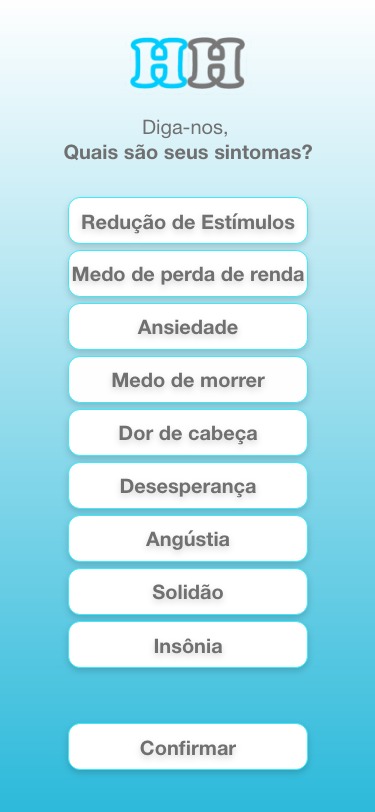 HH
Diga-nos,
Quais são seus sintomas?
Redução de Estímulos
Medo de perda de renda
Ansiedade
Medo de morrer
Dor de cabeça
Desesperança
Angústia
Solidão
Insônia
Confirmar